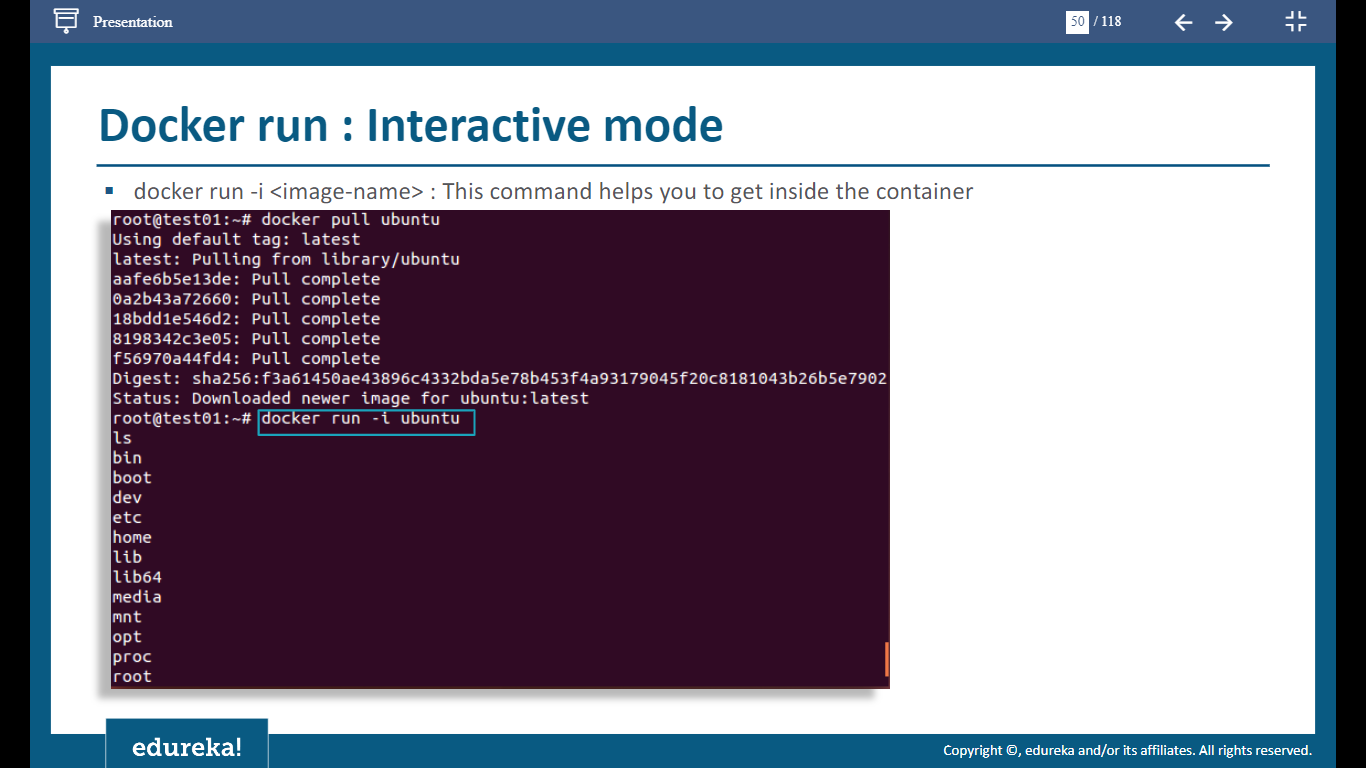 Presentation
50 / 118
Docker run : Interactive mode
▪ docker run -i <image-name> : This command helps you to get inside the container
root@test01:~# docker pull ubuntu
Using default tag: latest
latest: Pulling from library/ubuntu
aafe6b5e13de: Pull complete
0a2b43a72660: Pull complete
18bdd1e546d2: Pull complete
8198342c3e05: Pull complete
f56970a44fd4: Pull complete
Digest: sha256:f3a61450ae43896c4332bda5e78b453f4a93179045f20c8181043b26b5e7902
Status: Downloaded newer image for ubuntu:latest
root@test01:~# docker run -i ubuntu
ls
bin
boot
dev
etc
home
lib
lib64
media
mnt
opt
proc
root
edureka!
Copyright ©, edureka and/or its affiliates. All rights reserved.